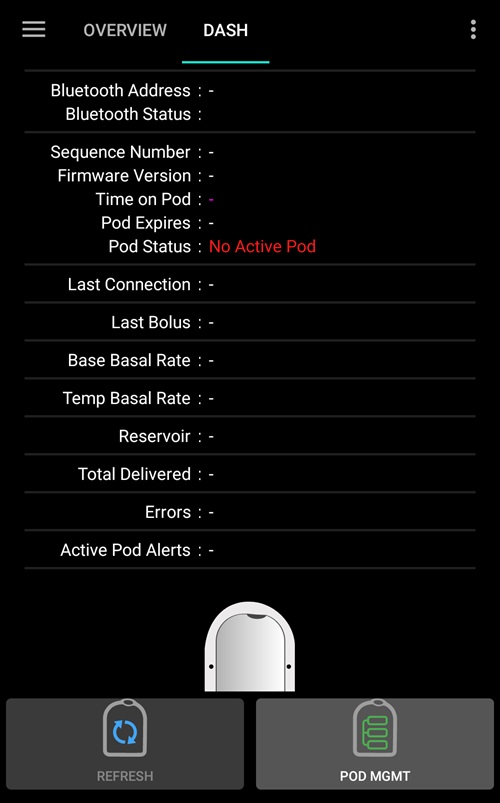 OVERVIEW DASH
Bluetooth Address : -
Bluetooth Status :
Sequence Number : -
Firmware Version : -
Time on Pod : -
Pod Expires : -
Pod Status : No Active Pod
Last Connection : -
Last Bolus : -
Base Basal Rate : -
Temp Basal Rate : -
Reservoir : -
Total Delivered : -
Errors : -
Active Pod Alerts : -
REFRESH POD MGMT